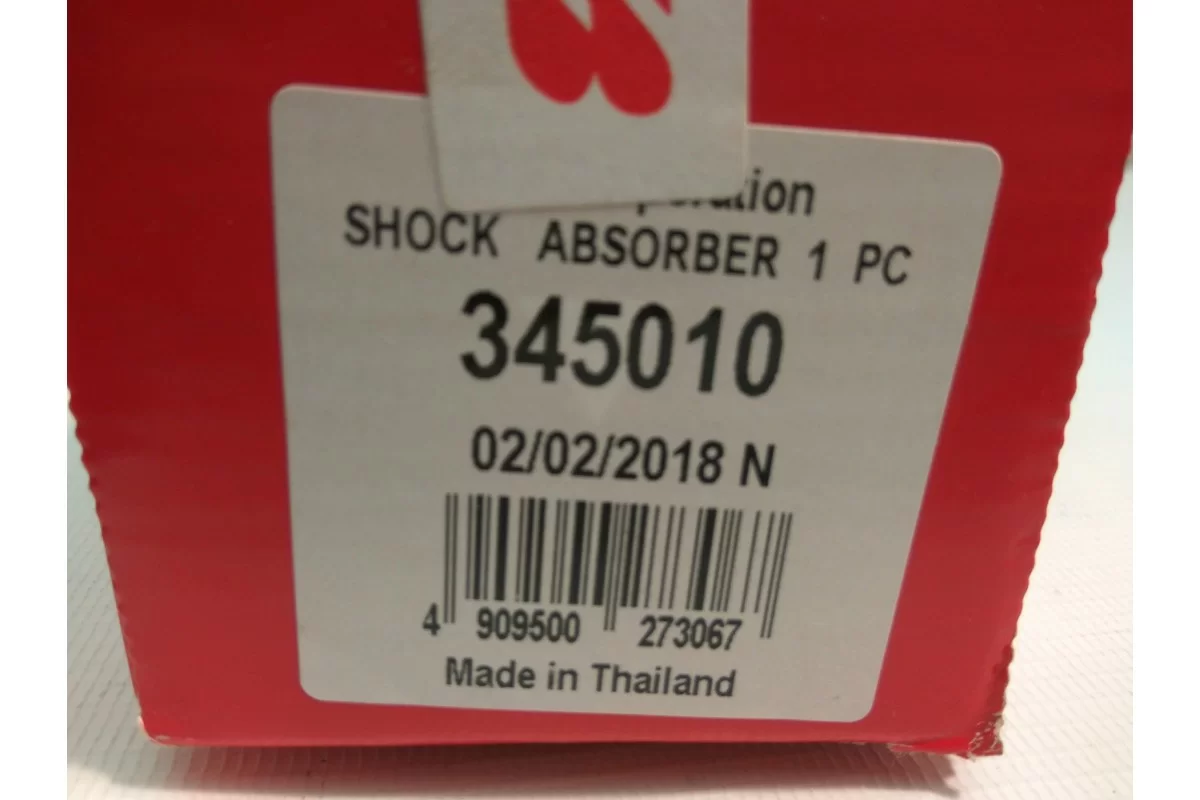 SHOCK ABSORBER 1 PC
345010
02/02/2018 N
4 909500 273067
Made in Thailand